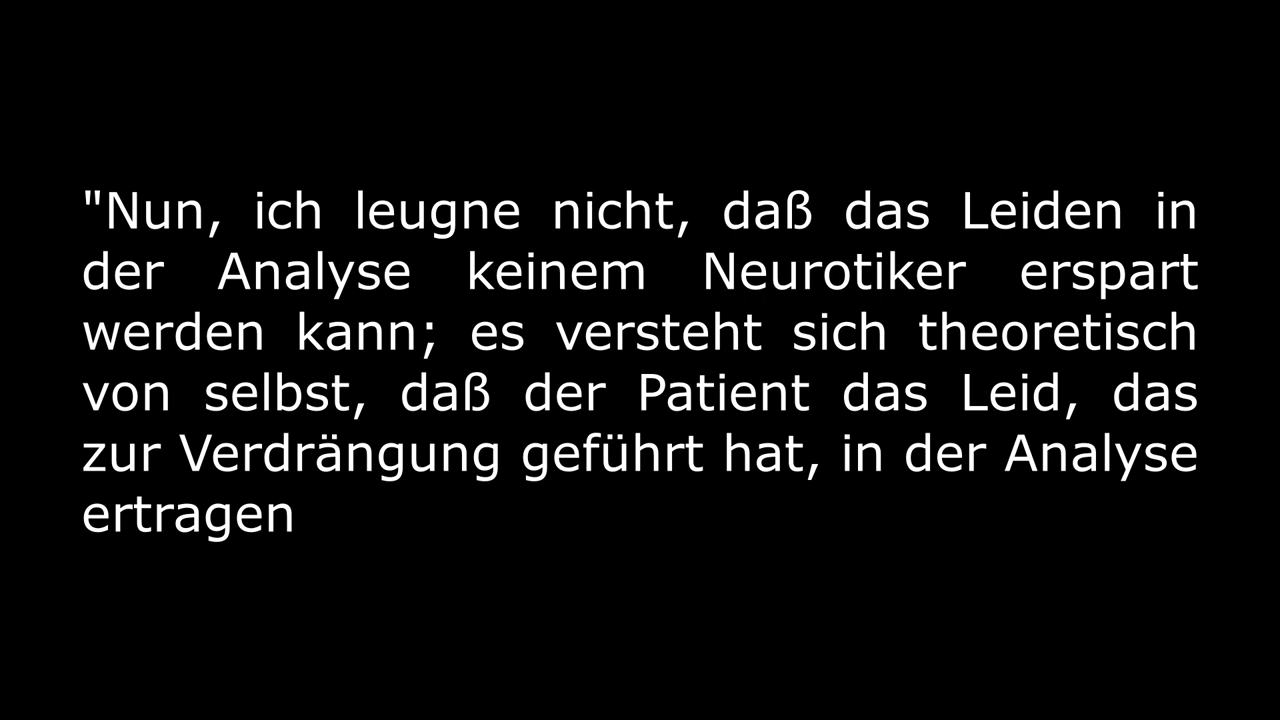 "Nun, ich leugne nicht, daß das Leiden in
der Analyse keinem Neurotiker erspart
werden kann; es versteht sich theoretisch
von selbst, daß der Patient das Leid, das
zur Verdrängung geführt hat, in der Analyse
ertragen